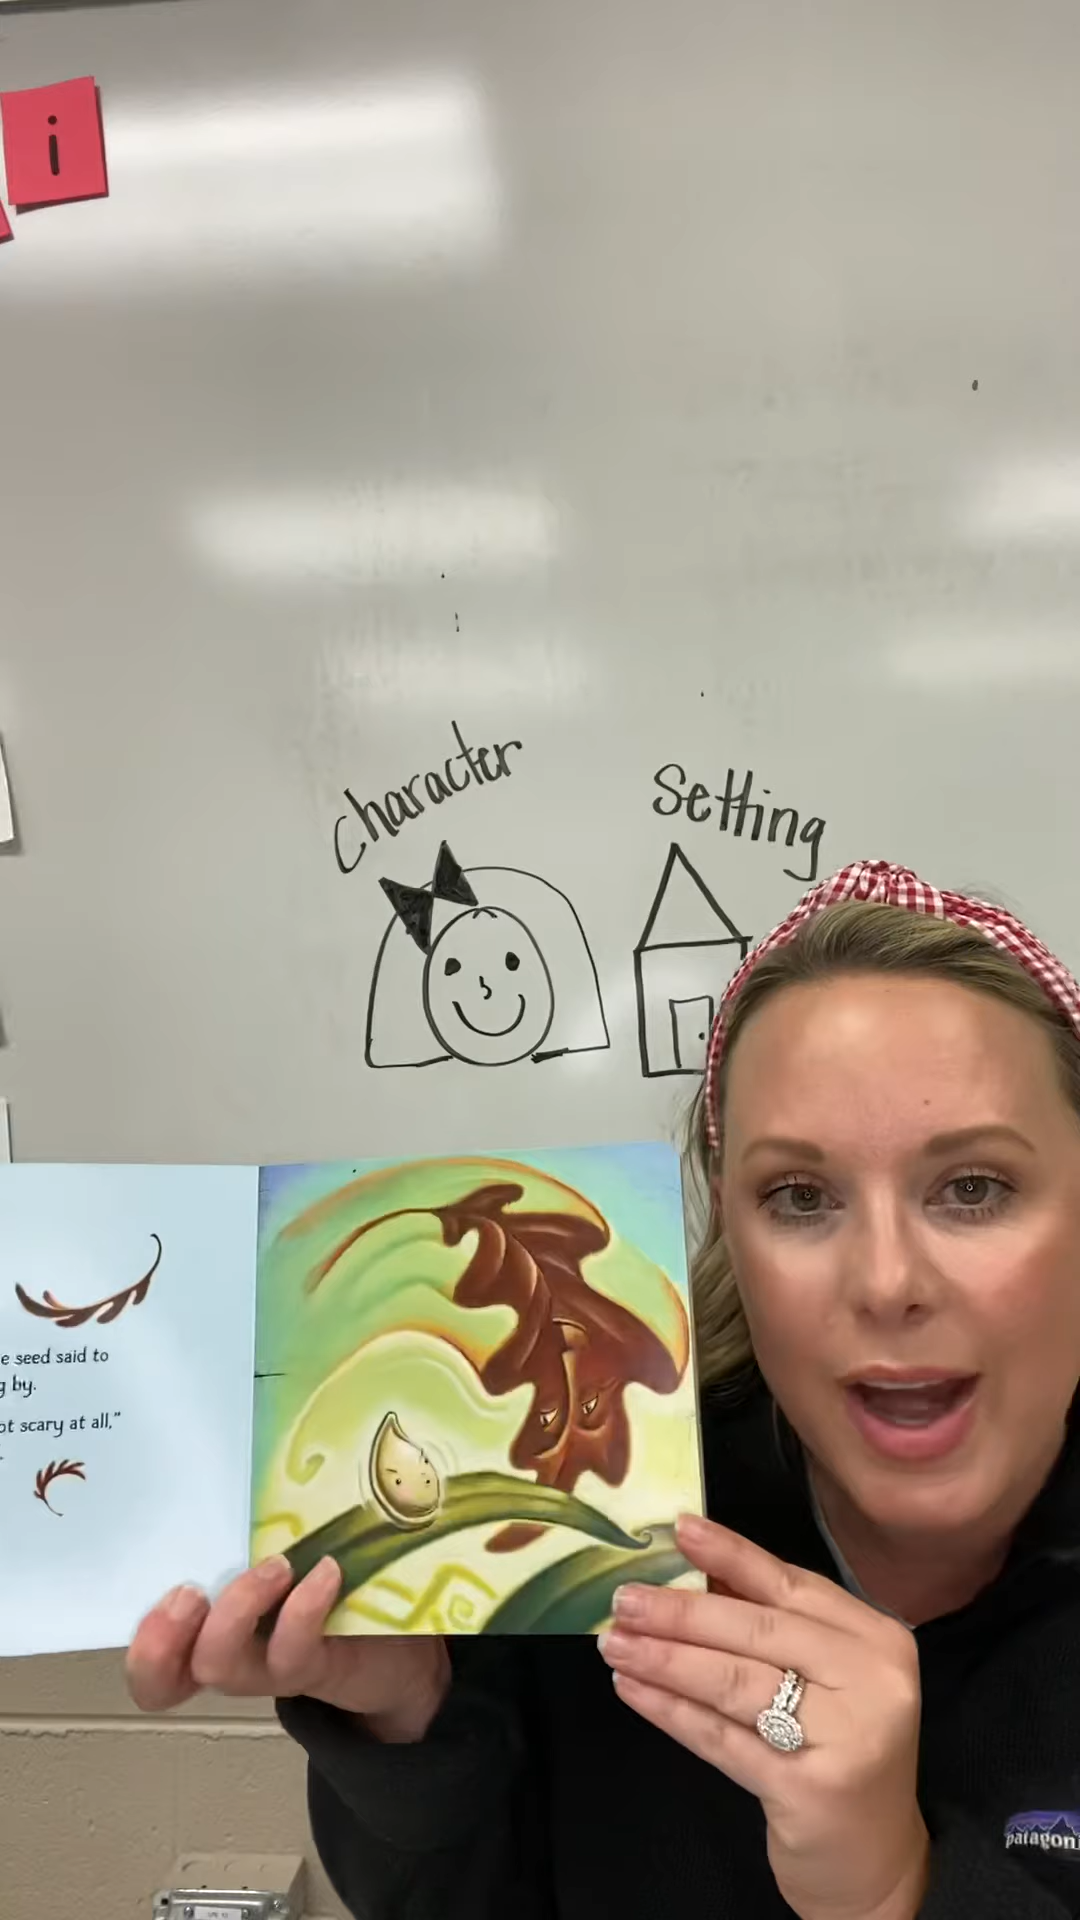 i
character
Setting
e seed said to
g by.
ot scary at all,"
patagoni